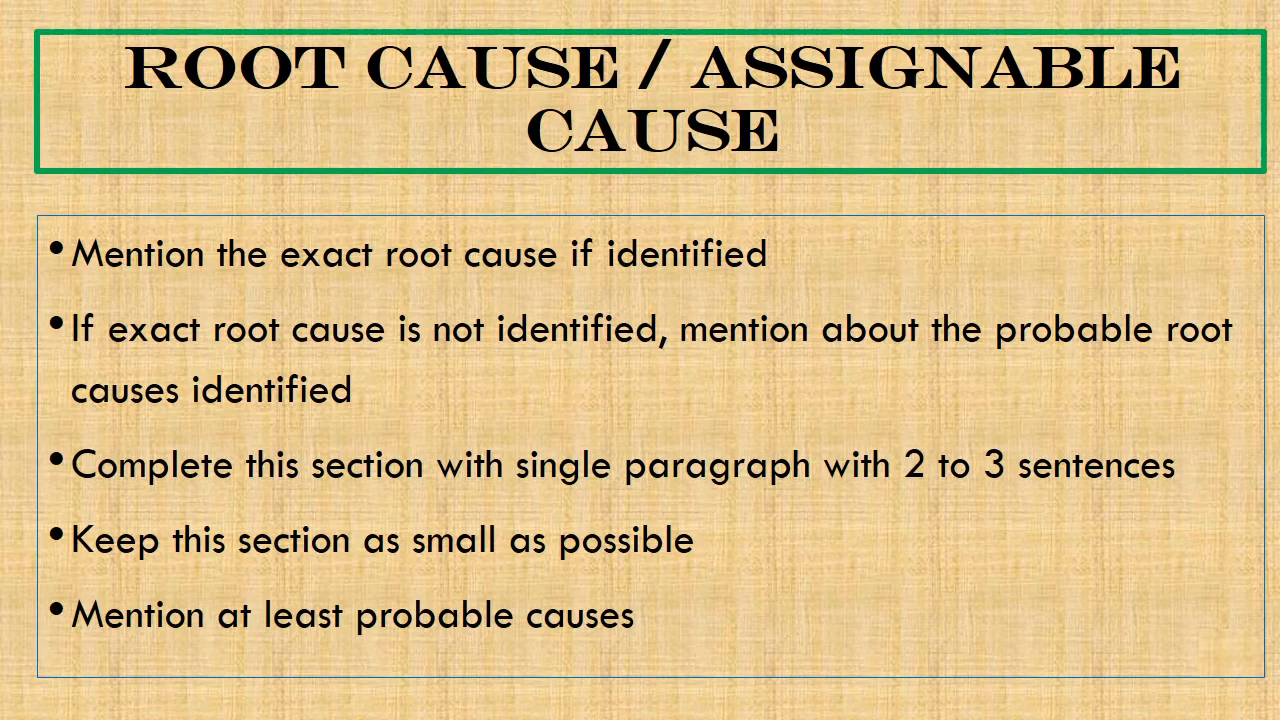 ROOT CAUSE / ASSIGNABLE
CAUSE
• Mention the exact root cause if identified
• If exact root cause is not identified, mention about the probable root
causes identified
• Complete this section with single paragraph with 2 to 3 sentences
• Keep this section as small as possible
• Mention at least probable causes